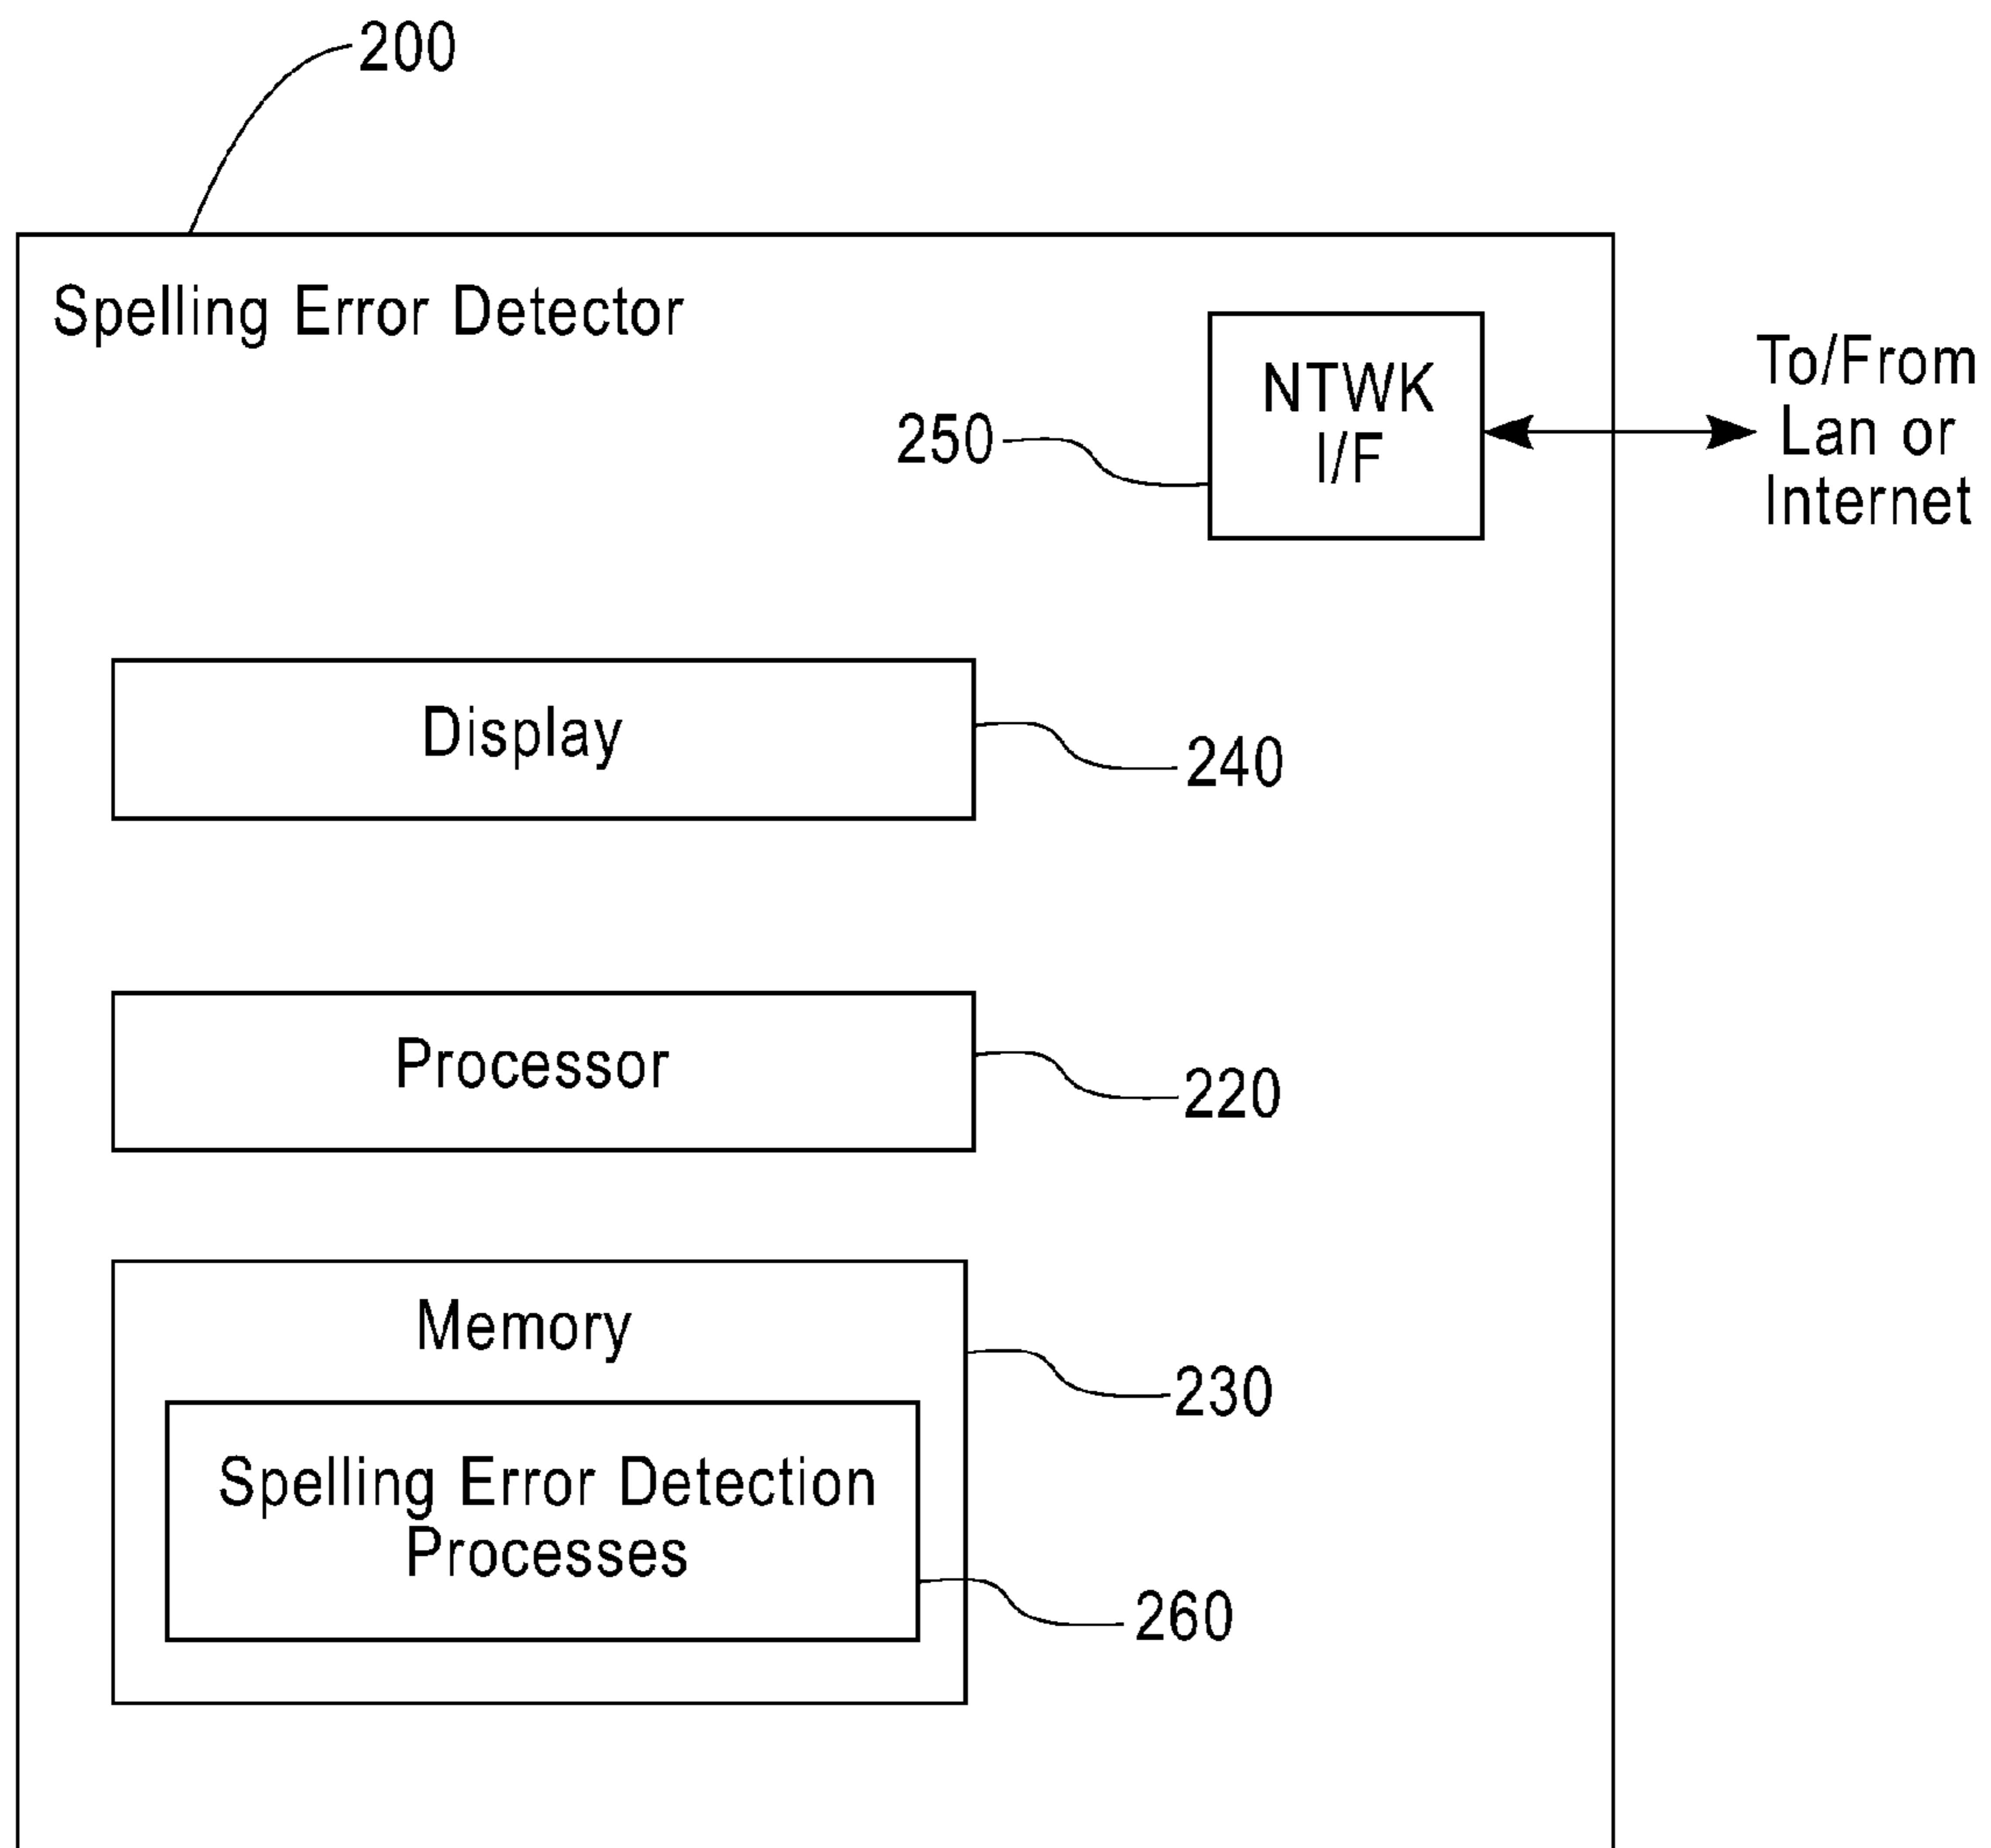 200
Spelling Error Detector
NTWK
I/F
250
To/From
Lan or
Internet
Display
240
Processor
220
Memory
230
Spelling Error Detection
Processes
260